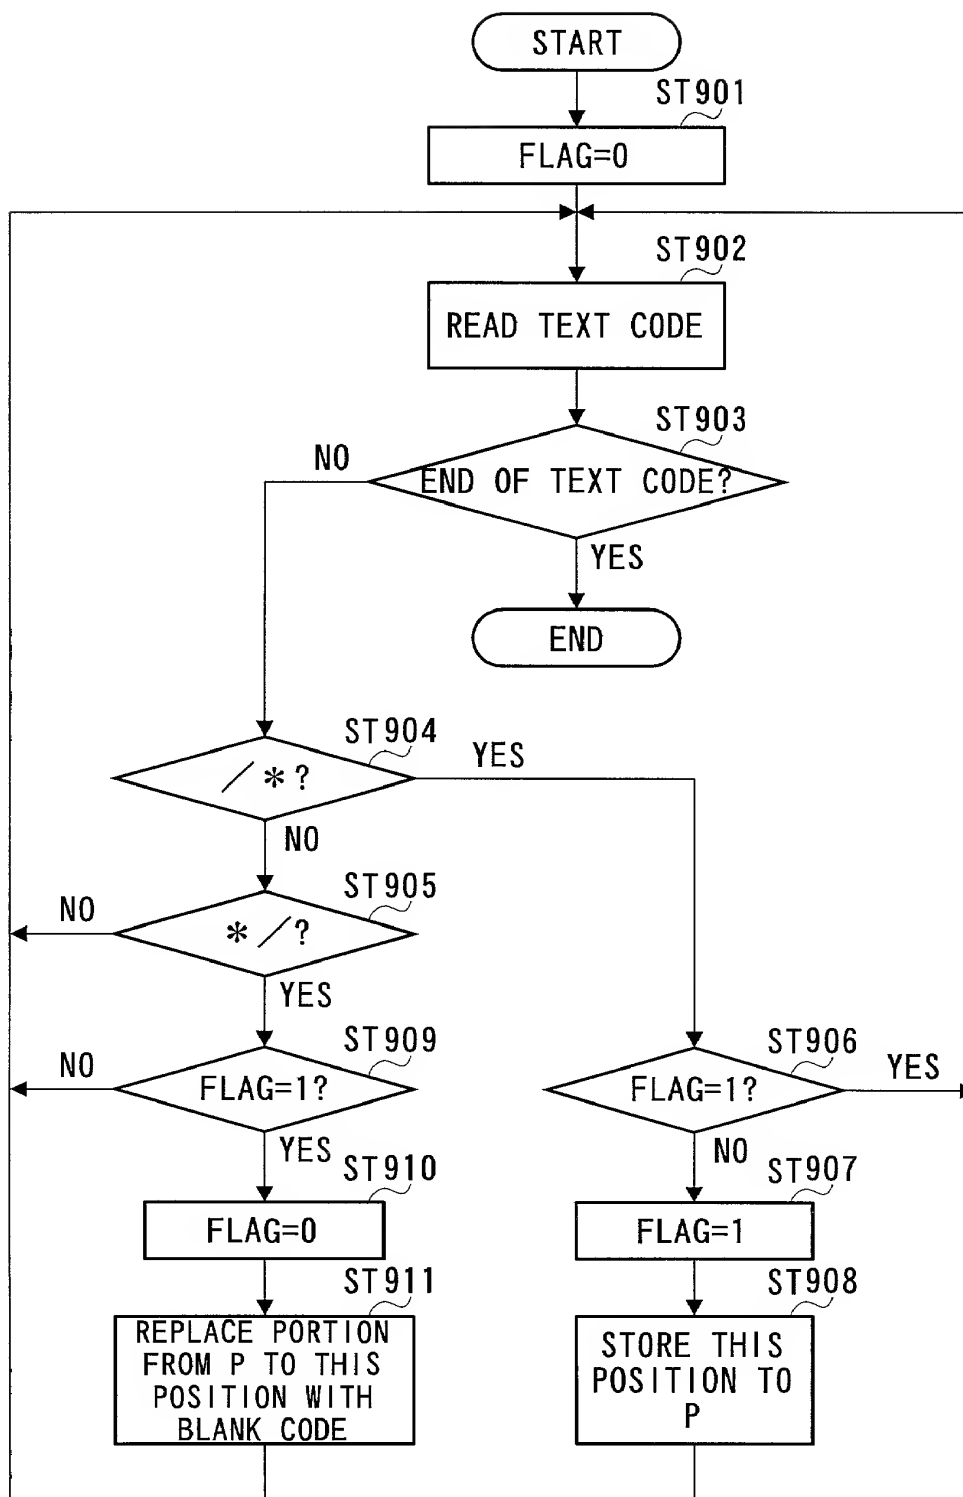 START
ST901
FLAG=0
ST902
READ TEXT CODE
ST903
NO
END OF TEXT CODE?
YES
END
ST904
YES
/*?
NO
ST905
NO
*/?
YES
ST909
NO
FLAG=1?
YES
ST906
YES
FLAG=1?
NO
ST910
FLAG=0
ST907
FLAG=1
ST911
REPLACE PORTION
FROM P TO THIS
POSITION WITH
BLANK CODE
ST908
STORE THIS
POSITION TO
P